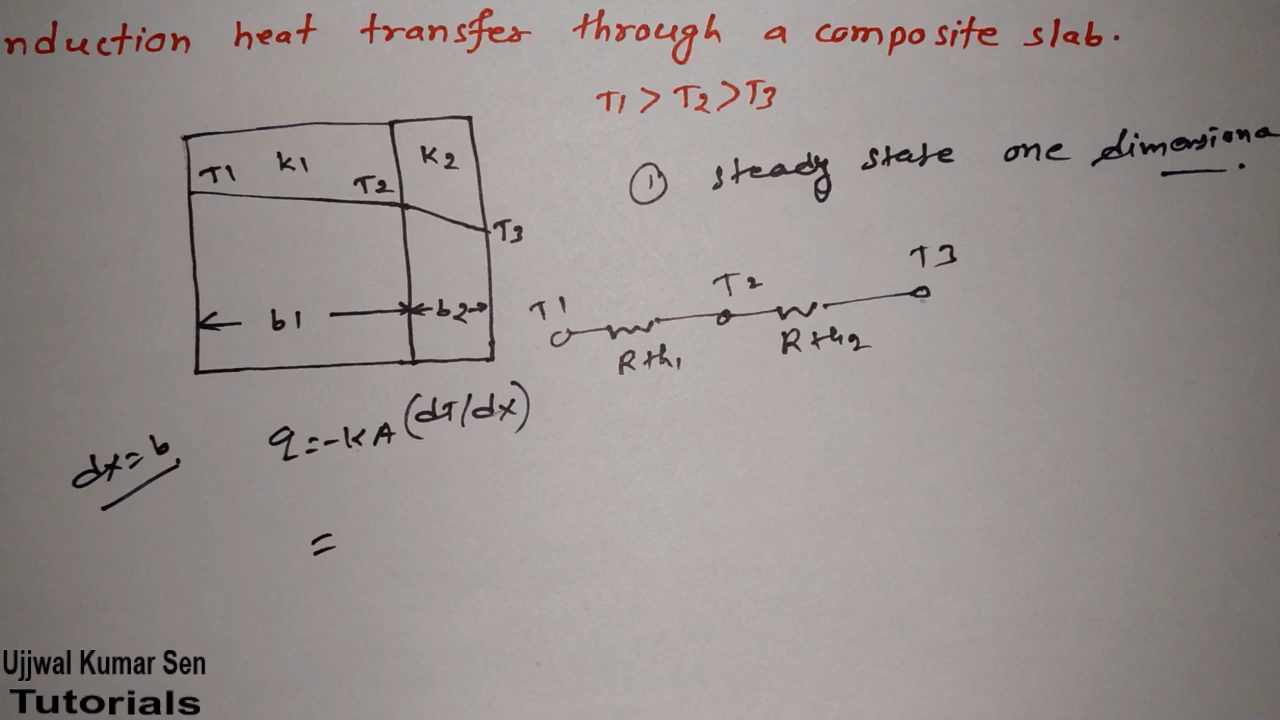 nduction heat transfer through a composite slab.
T1 > T2 > T3
T1 K1 T2 K2
T3
① steady state one dimensiona
b1 b2
T1 T2 T3
Rth1 Rth2
dx = b
q = -KA (dT/dx)
=
Ujjwal Kumar Sen
Tutorials